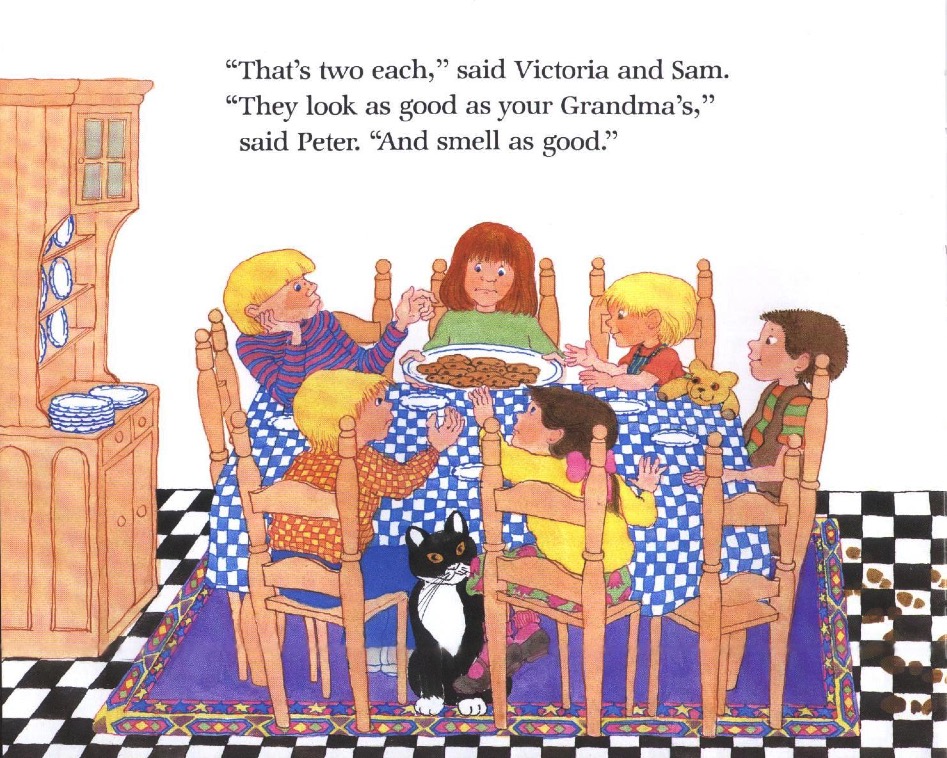 “That’s two each,” said Victoria and Sam.
“They look as good as your Grandma’s,”
said Peter. “And smell as good.”